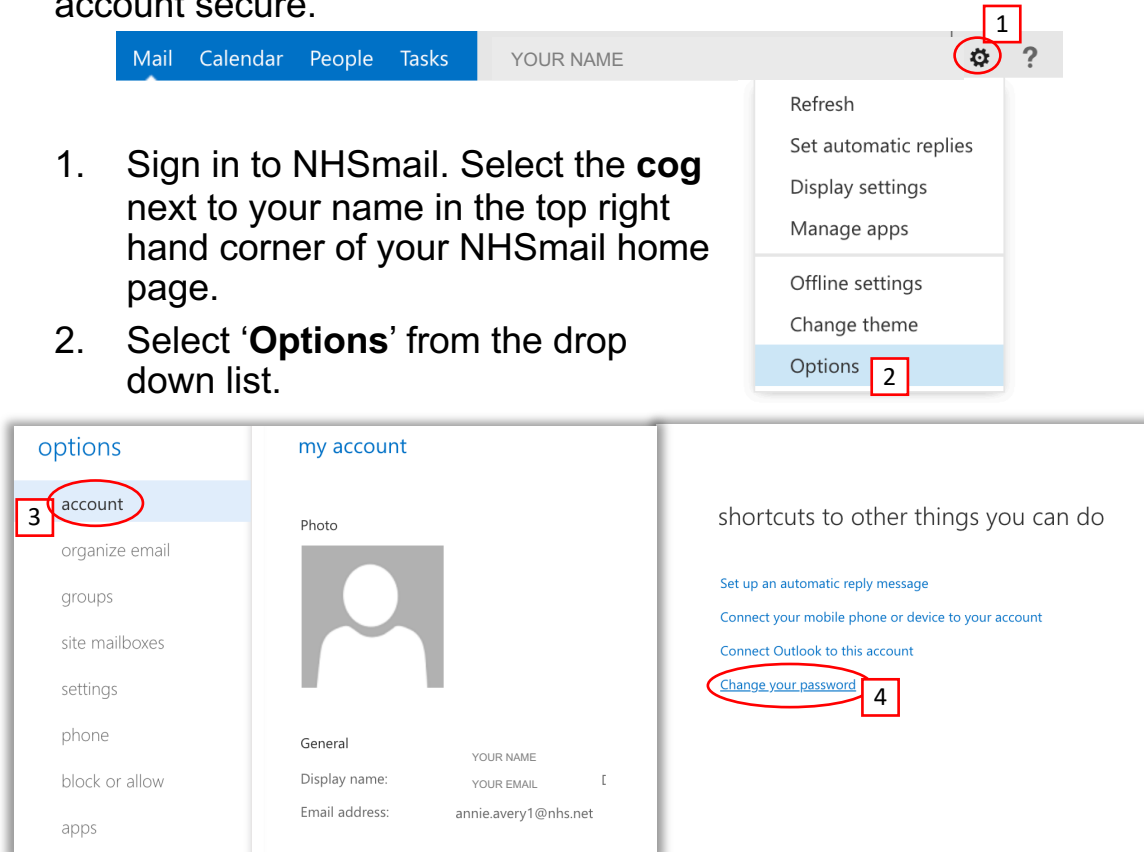 account secure.
1
Mail Calendar People Tasks YOUR NAME ?
Refresh
Set automatic replies
Display settings
Manage apps
Offline settings
Change theme
Options 2
1. Sign in to NHSmail. Select the cog
next to your name in the top right
hand corner of your NHSmail home
page.
2. Select ‘Options’ from the drop
down list.
options
3 account
organize email
groups
site mailboxes
settings
phone
block or allow
apps
my account
Photo
General
YOUR NAME
Display name: YOUR EMAIL
Email address: annie.avery1@nhs.net
shortcuts to other things you can do
Set up an automatic reply message
Connect your mobile phone or device to your account
Connect Outlook to this account
Change your password 4